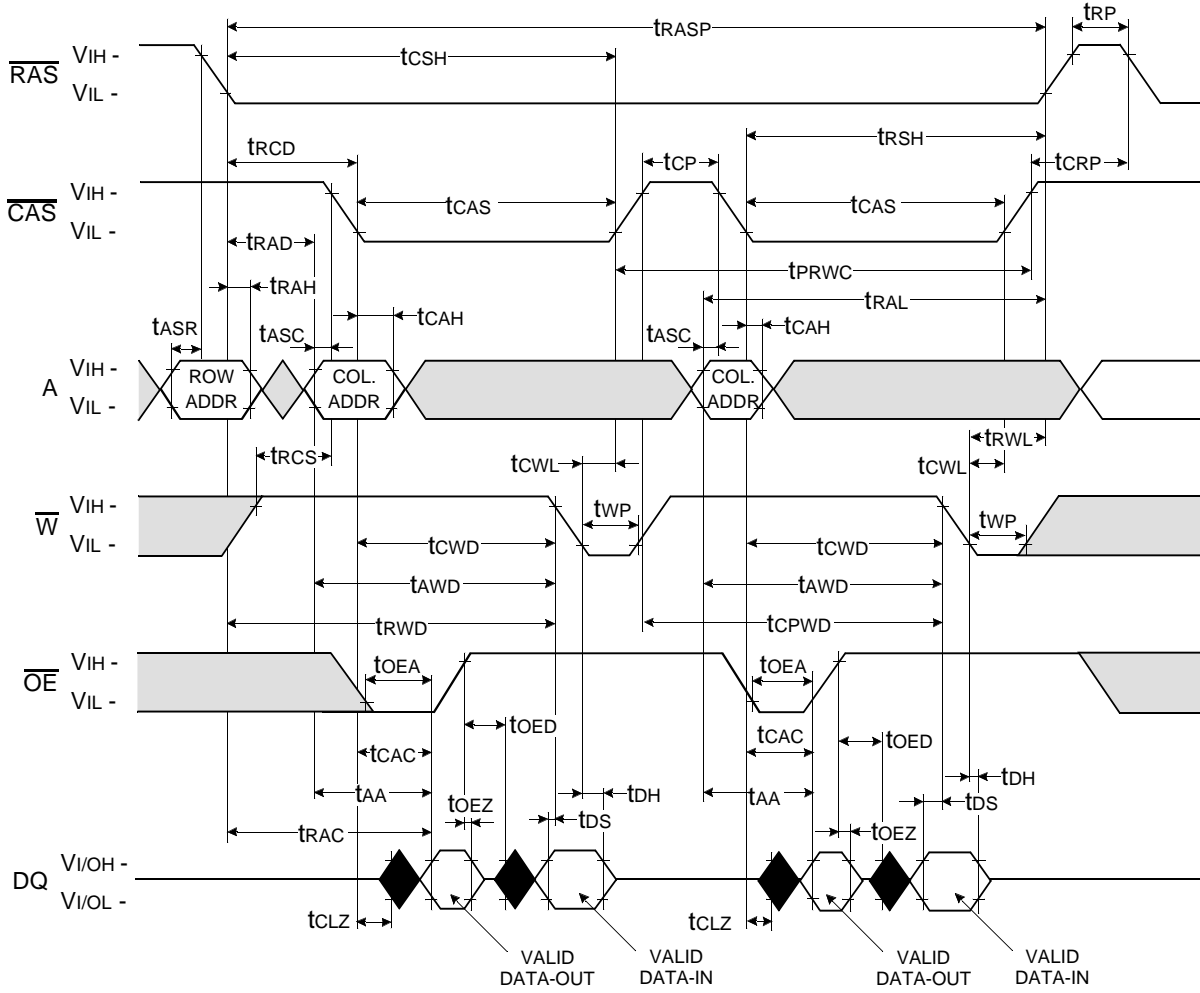 tRP
tRASP
tCSH
RAS
VIH -
VIL -
tRSH
tRCD
tCP
tCRP
CAS
VIH -
VIL -
tCAS
tCAS
tRAD
tPRWC
tRAH
tRAL
tCAH
tCAH
tASR
tASC
tASC
A
VIH -
VIL -
ROW
ADDR
COL.
ADDR
COL.
ADDR
tRWL
tRCS
tCWL
tCWL
W
VIH -
VIL -
tWP
tWP
tCWD
tCWD
tAWD
tAWD
tRWD
tCPWD
OE
VIH -
VIL -
tOEA
tOEA
tOED
tOED
tCAC
tCAC
tAA
tAA
tDH
tDH
tOEZ
tDS
tDS
tRAC
tOEZ
DQ
VI/OH -
VI/OL -
tCLZ
tCLZ
VALID
DATA-OUT
VALID
DATA-IN
VALID
DATA-OUT
VALID
DATA-IN